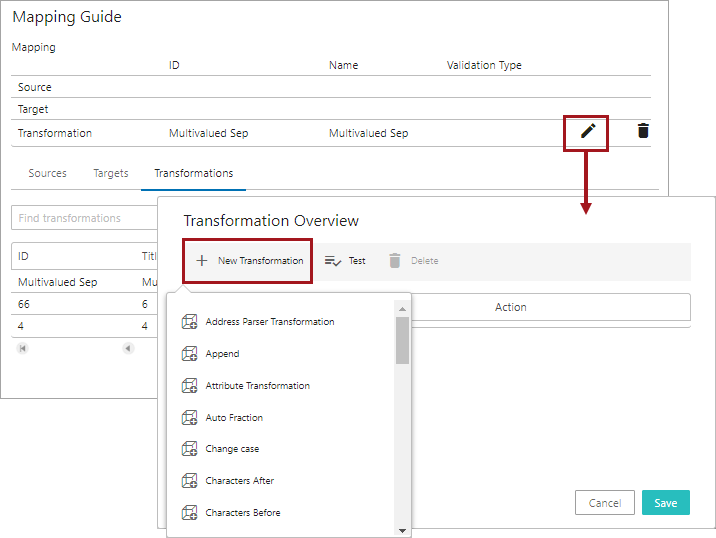 Mapping Guide
Mapping
ID Name Validation Type
Source
Target
Transformation Multivalued Sep Multivalued Sep
Sources Targets Transformations
Find transformations
ID Titl
Multivalued Sep Mu
66 6
4 4
Transformation Overview
New Transformation Test Delete
Action
Address Parser Transformation
Append
Attribute Transformation
Auto Fraction
Change case
Characters After
Characters Before
Cancel Save